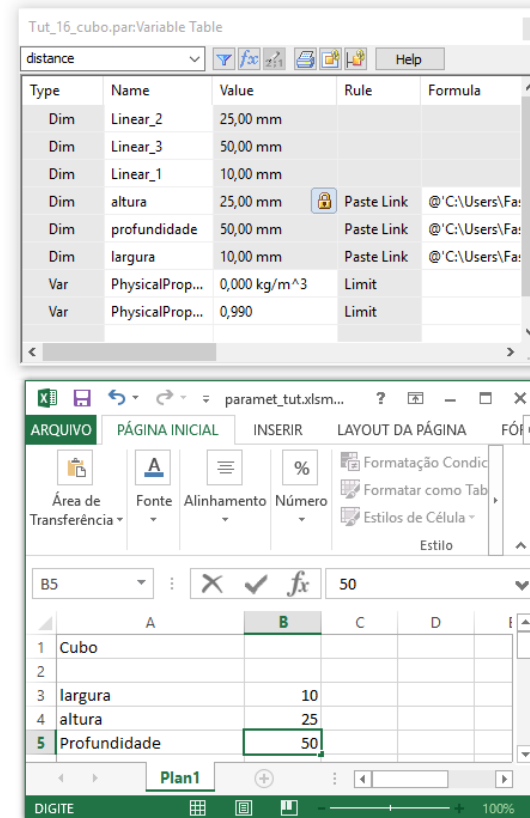 Tut_16_cubo.par:Variable Table
distance Help
Type Name Value Rule Formula
Dim Linear_2 25,00 mm
Dim Linear_3 50,00 mm
Dim Linear_1 10,00 mm
Dim altura 25,00 mm Paste Link @'C:\Users\Fas
Dim profundidade 50,00 mm Paste Link @'C:\Users\Fas
Dim largura 10,00 mm Paste Link @'C:\Users\Fas
Var PhysicalProp... 0,000 kg/m^3 Limit
Var PhysicalProp... 0,990 Limit
paramet_tut.xlsm... ?
ARQUIVO PÁGINA INICIAL INSERIR LAYOUT DA PÁGINA FÓR
Área de Transferência
Fonte
Alinhamento
%
Número
Formatação Condic
Formatar como Tab
Estilos de Célula
Estilo
B5 fx 50
A B C D E
1 Cubo
2
3 largura 10
4 altura 25
5 Profundidade 50
Plan1
DIGITE 100%